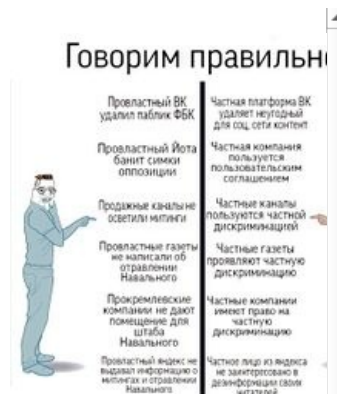 Говорим правильн
Провластный ВК
удалил паблик ФБК
Частная платформа ВК
удаляет неугодный
для соц. сети контент
Провластный Йота
банит симки
оппозиции
Частная компания
пользуется
пользовательским
соглашением
Продажные каналы не
осветили митинги
Частные каналы
пользуются частной
дискриминацией
Провластные газеты
не написали об
отравлении
Навального
Частные газеты
проявляют частную
дискриминацию
Прокремлевские
компании не дают
помещение для
штаба
Навального
Частные компании
имеют право на
частную
дискриминацию
Провластный яндекс не
выдавал информацию о
митингах и отравлении
Навального
Частное лицо из яндекса
не заинтересовано в
дезинформации своих
читателей